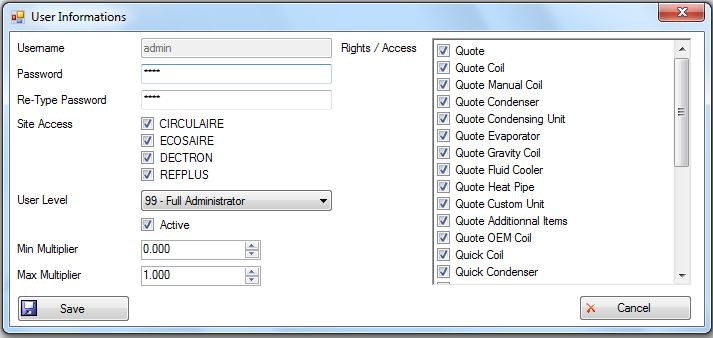 User Informations
Username admin
Password ****
Re-Type Password ****
Site Access
CIRCULAIRE
ECOSAIRE
DECTRON
REFPLUS
User Level 99 - Full Administrator
Active
Min Multiplier 0.000
Max Multiplier 1.000
Rights / Access
Quote
Quote Coil
Quote Manual Coil
Quote Condenser
Quote Condensing Unit
Quote Evaporator
Quote Gravity Coil
Quote Fluid Cooler
Quote Heat Pipe
Quote Custom Unit
Quote Additionnal Items
Quote OEM Coil
Quick Coil
Quick Condenser
Save
Cancel